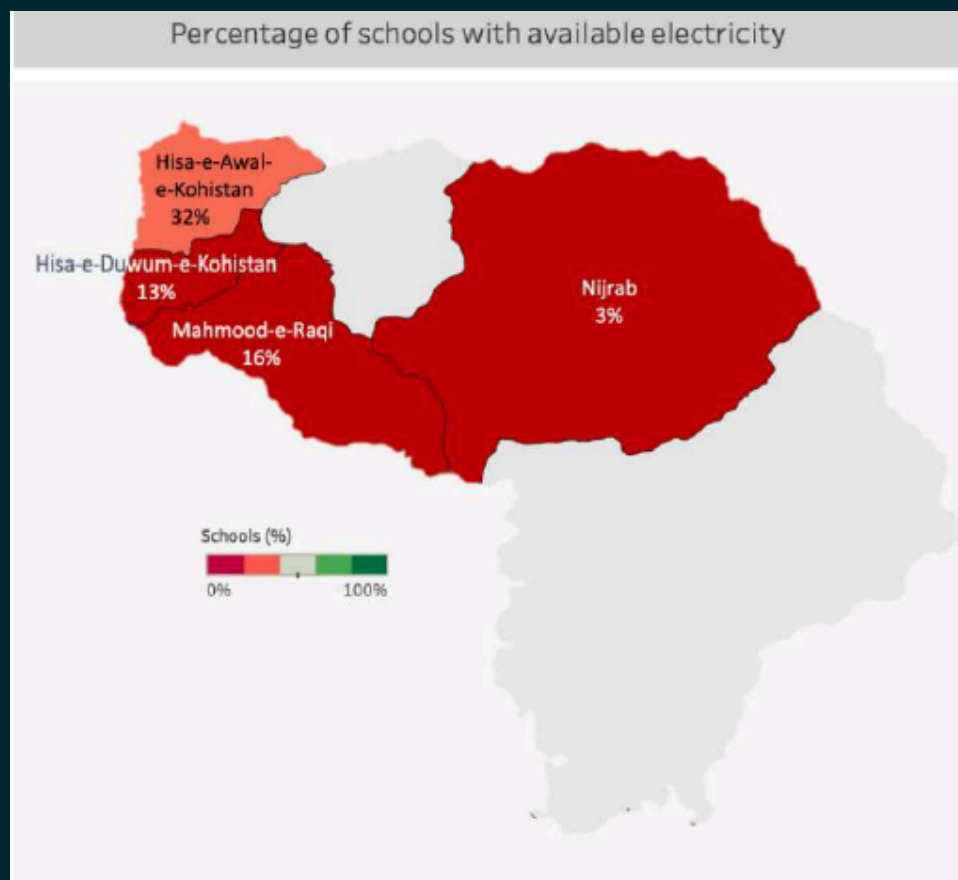 Percentage of schools with available electricity
Hisa-e-Awal-
e-Kohistan
32%
Hisa-e-Duwum-e-Kohistan
13%
Mahmood-e-Raqi
16%
Nijrab
3%
Schools (%)
0% 100%